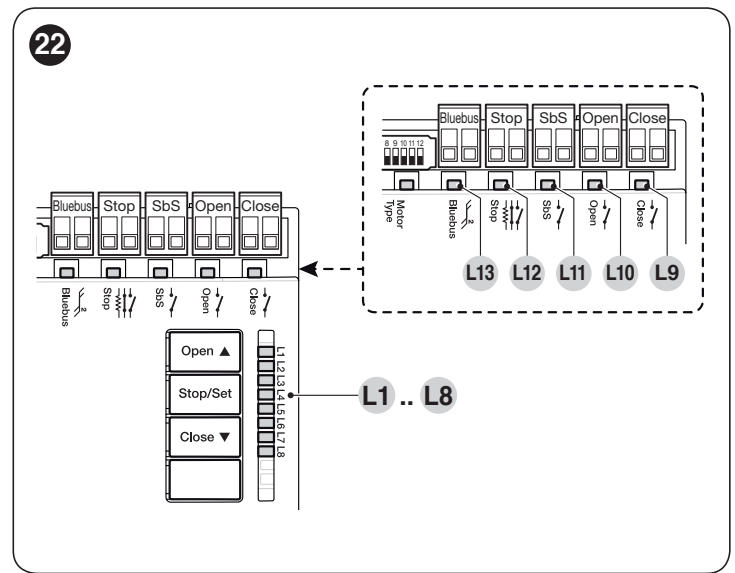 22
Bluebus Stop SbS Open Close
8 9 10 11 12
Motor Type
Bluebus
2
Stop
SbS
Open
Close
L13 L12 L11 L10 L9
Bluebus Stop SbS Open Close
Bluebus
2
Stop
SbS
Open
Close
Open ▲
Stop/Set
Close ▼
L1
L2
L3
L4
L5
L6
L7
L8
L1 .. L8